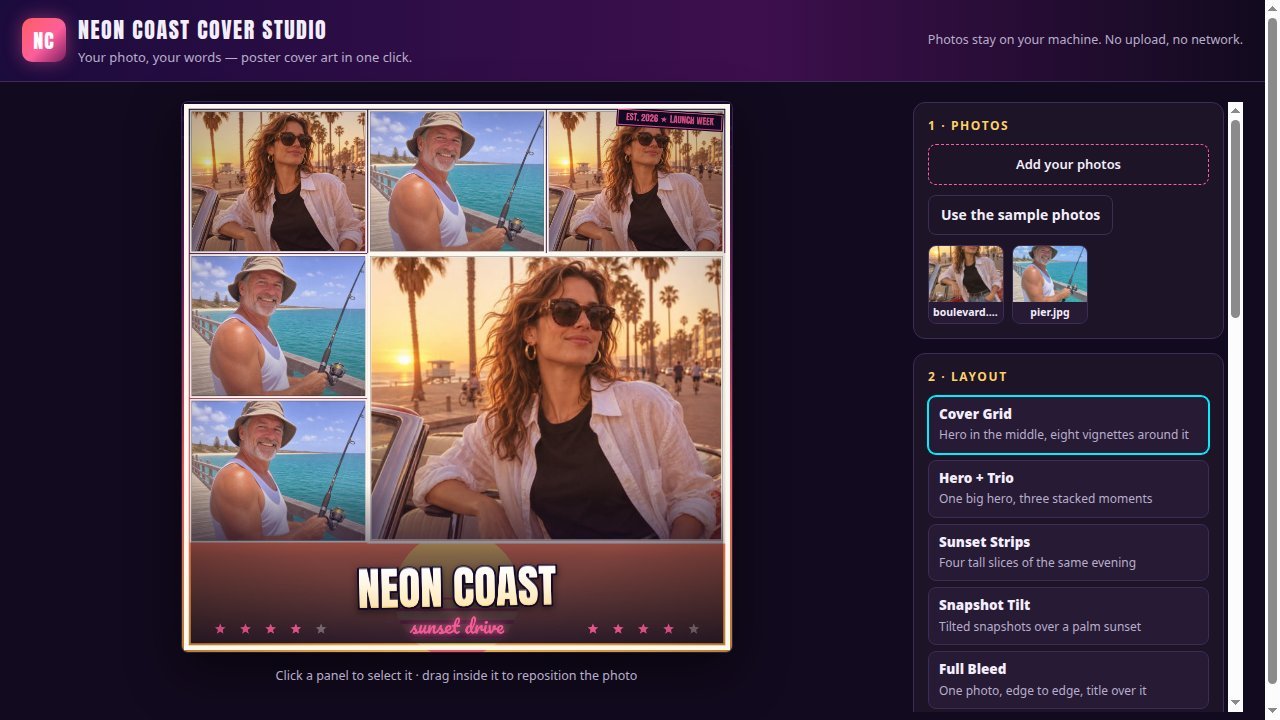 NC
NEON COAST COVER STUDIO
Your photo, your words — poster cover art in one click.
Photos stay on your machine. No upload, no network.
EST. 2026 ★ LAUNCH WEEK
NEON COAST
sunset drive
Click a panel to select it · drag inside it to reposition the photo
1 · PHOTOS
Add your photos
Use the sample photos
boulevard....
pier.jpg
2 · LAYOUT
Cover Grid
Hero in the middle, eight vignettes around it
Hero + Trio
One big hero, three stacked moments
Sunset Strips
Four tall slices of the same evening
Snapshot Tilt
Tilted snapshots over a palm sunset
Full Bleed
One photo, edge to edge, title over it